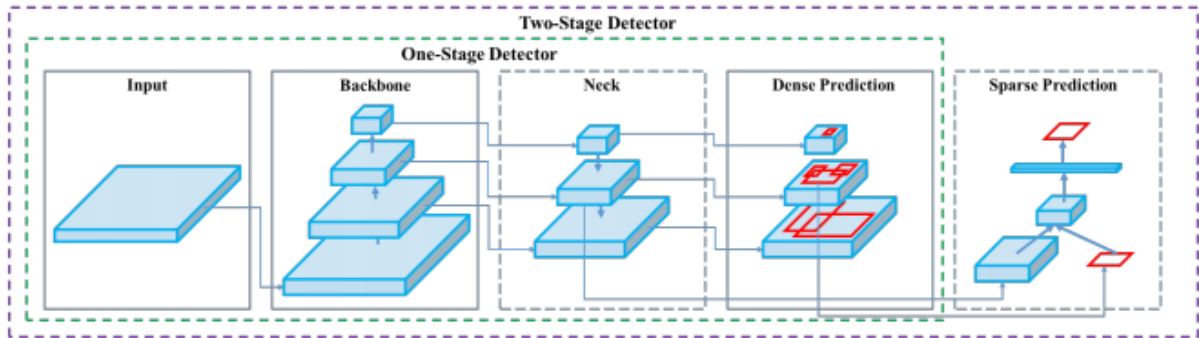 Two-Stage Detector
One-Stage Detector
Input
Backbone
Neck
Dense Prediction
Sparse Prediction